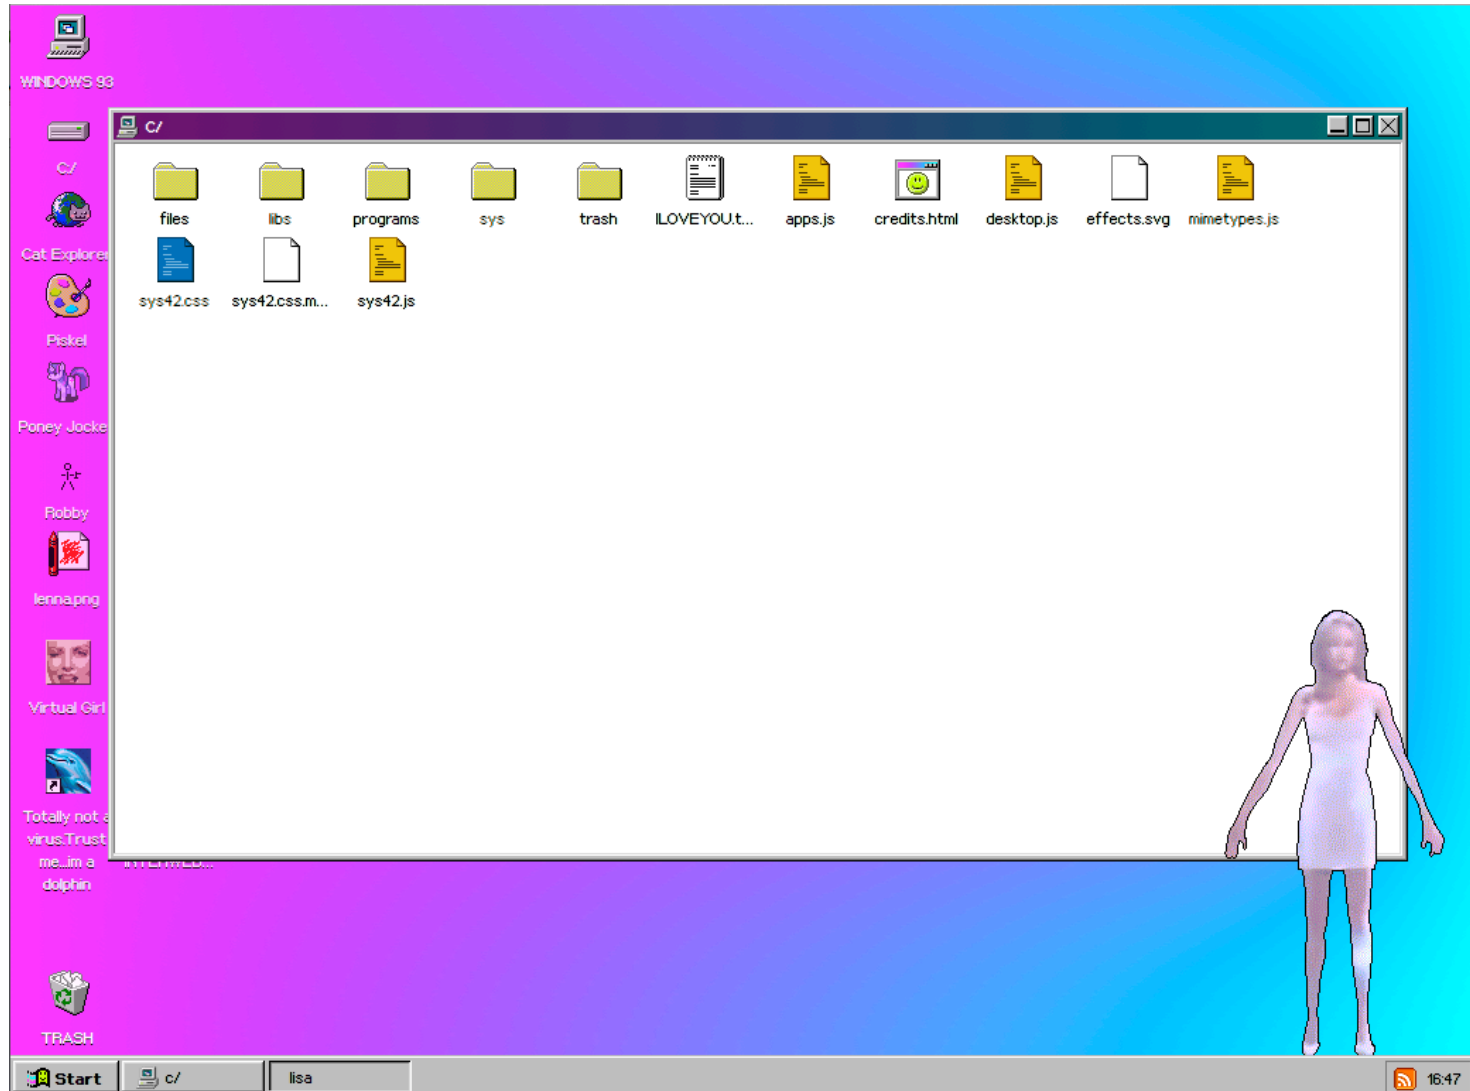 WINDOWS 93
C/
Cat Explorer
Piskel
Poney Jocke
Robby
lenna.png
Virtual Girl
Totally not a
virus.Trust
me...im a
dolphin
TRASH
C/
files
libs
programs
sys
trash
ILOVEYOU.t...
apps.js
credits.html
desktop.js
effects.svg
mimetypes.js
sys42.css
sys42.css.m...
sys42.js
Start
c/
lisa
16:47